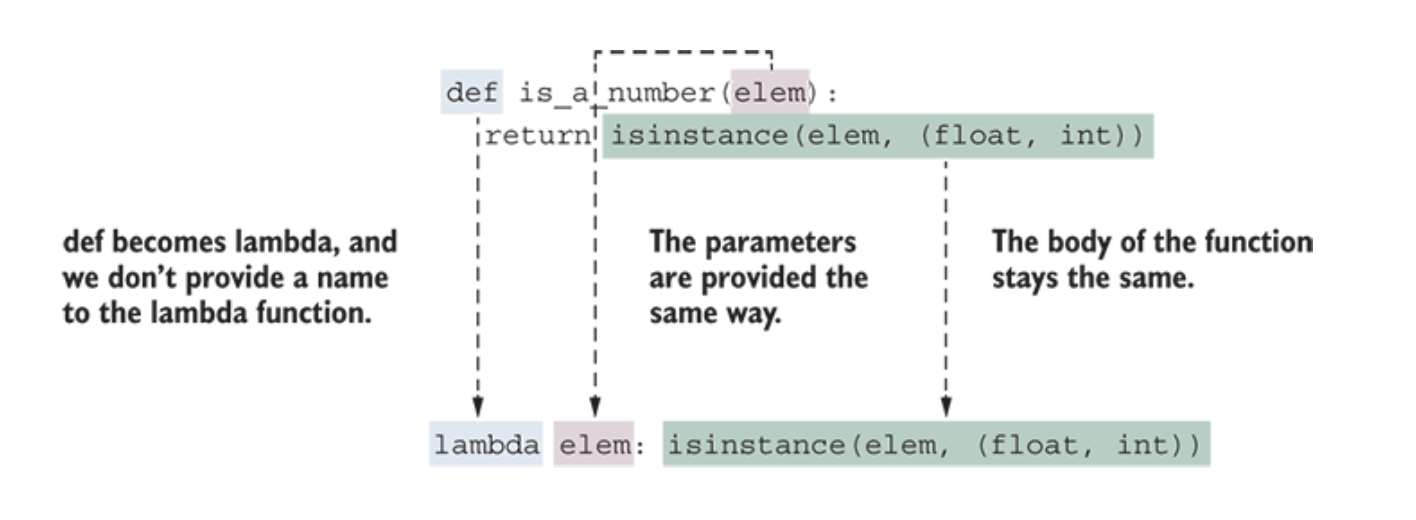 def is_a_number(elem):
return isinstance(elem, (float, int))
def becomes lambda, and
we don't provide a name
to the lambda function.
The parameters
are provided the
same way.
The body of the function
stays the same.
lambda elem: isinstance(elem, (float, int))